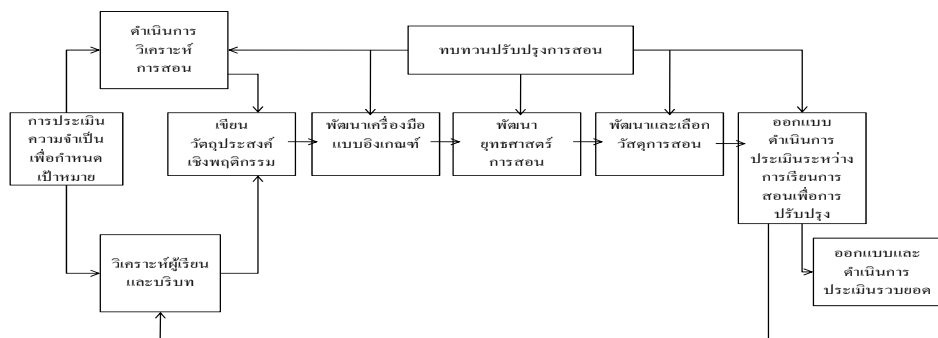 ดำเนินการ
วิเคราะห์
การสอน
ทบทวนปรับปรุงการสอน
การประเมิน
ความจำเป็น
เพื่อกำหนด
เป้าหมาย
เขียน
วัตถุประสงค์
เชิงพฤติกรรม
พัฒนาเครื่องมือ
แบบอิงเกณฑ์
พัฒนา
ยุทธศาสตร์
การสอน
พัฒนาและเลือก
วัสดุการสอน
ออกแบบ
ดำเนินการ
ประเมินระหว่าง
การเรียนการ
สอนเพื่อการ
ปรับปรุง
วิเคราะห์ผู้เรียน
และบริบท
ออกแบบและ
ดำเนินการ
ประเมินรวบยอด